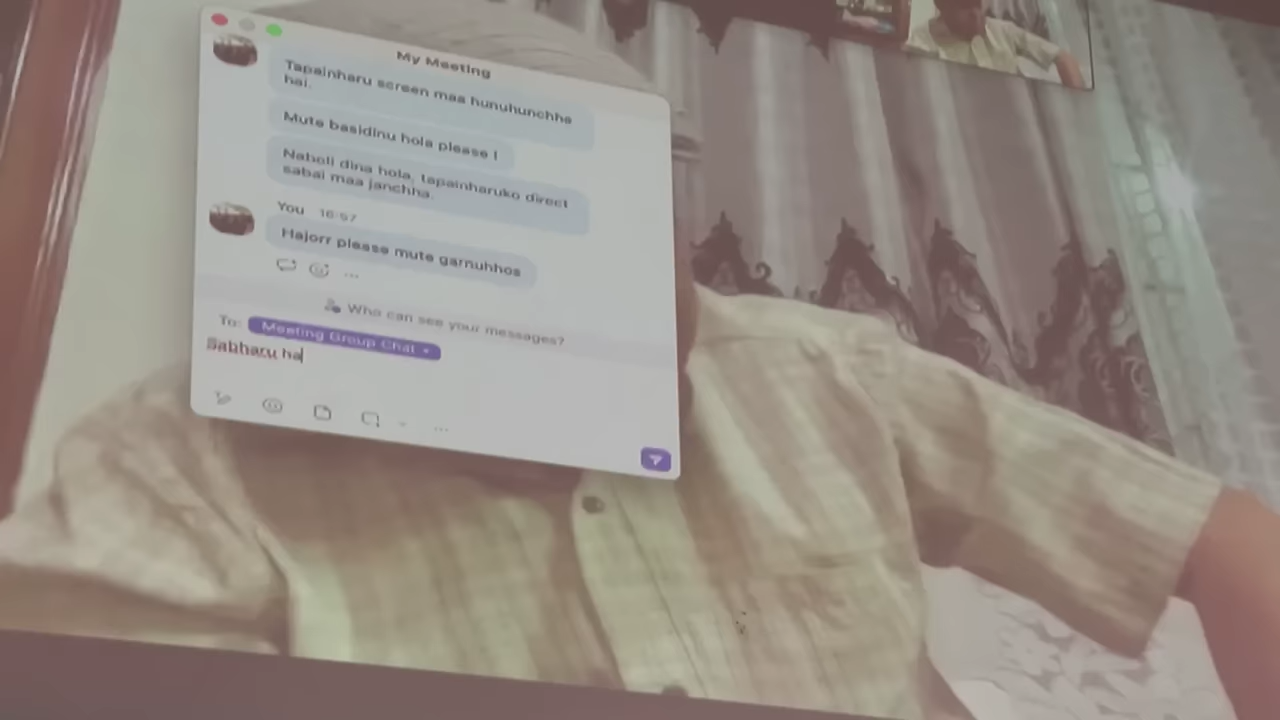 My Meeting
Tapainharu screen maa hunuhunchha
hai.
Mute basidinu hola please !
Naboli dina hola, tapainharuko direct
sabai maa janchha.
You 16:57
Hajorr please mute garnuhhos
Who can see your messages?
To: Meeting Group Chat
Sabharu ha